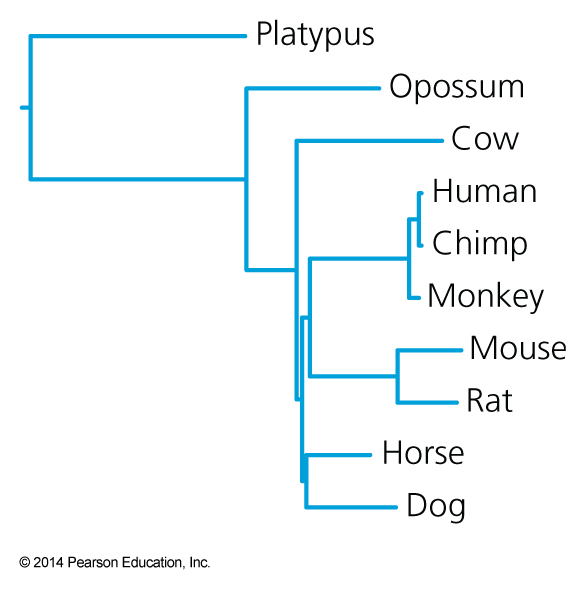 Platypus
Opossum
Cow
Human
Chimp
Monkey
Mouse
Rat
Horse
Dog
© 2014 Pearson Education, Inc.